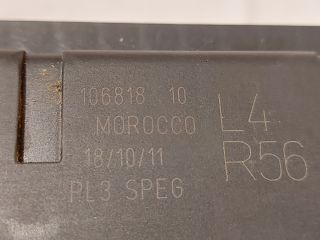 106818 10
MOROCCO
18/10/11
PL3 SPEG
L4
R56